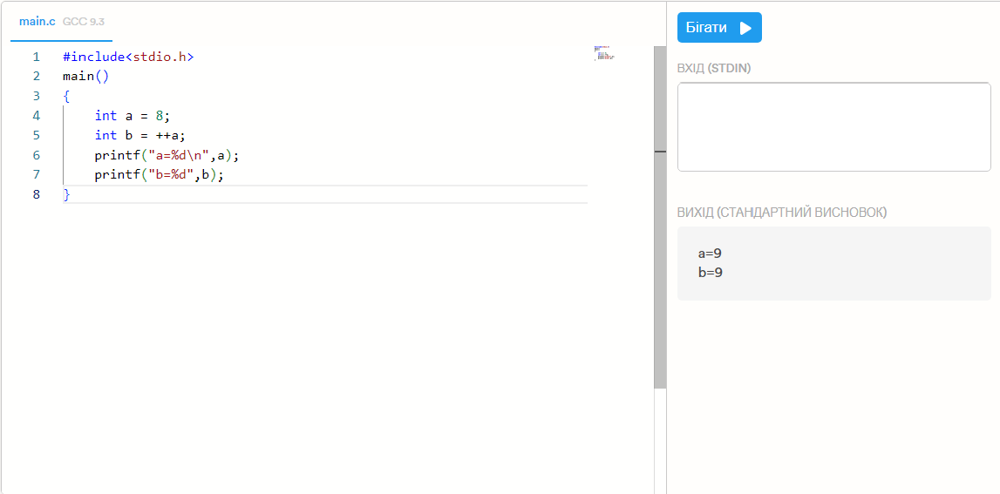 main.c GCC 9.3
1 #include<stdio.h>
2 main()
3 {
4 int a = 8;
5 int b = ++a;
6 printf("a=%d\n",a);
7 printf("b=%d",b);
8 }
Бігати
ВХІД (STDIN)
ВИХІД (СТАНДАРТНИЙ ВИСНОВОК)
a=9
b=9